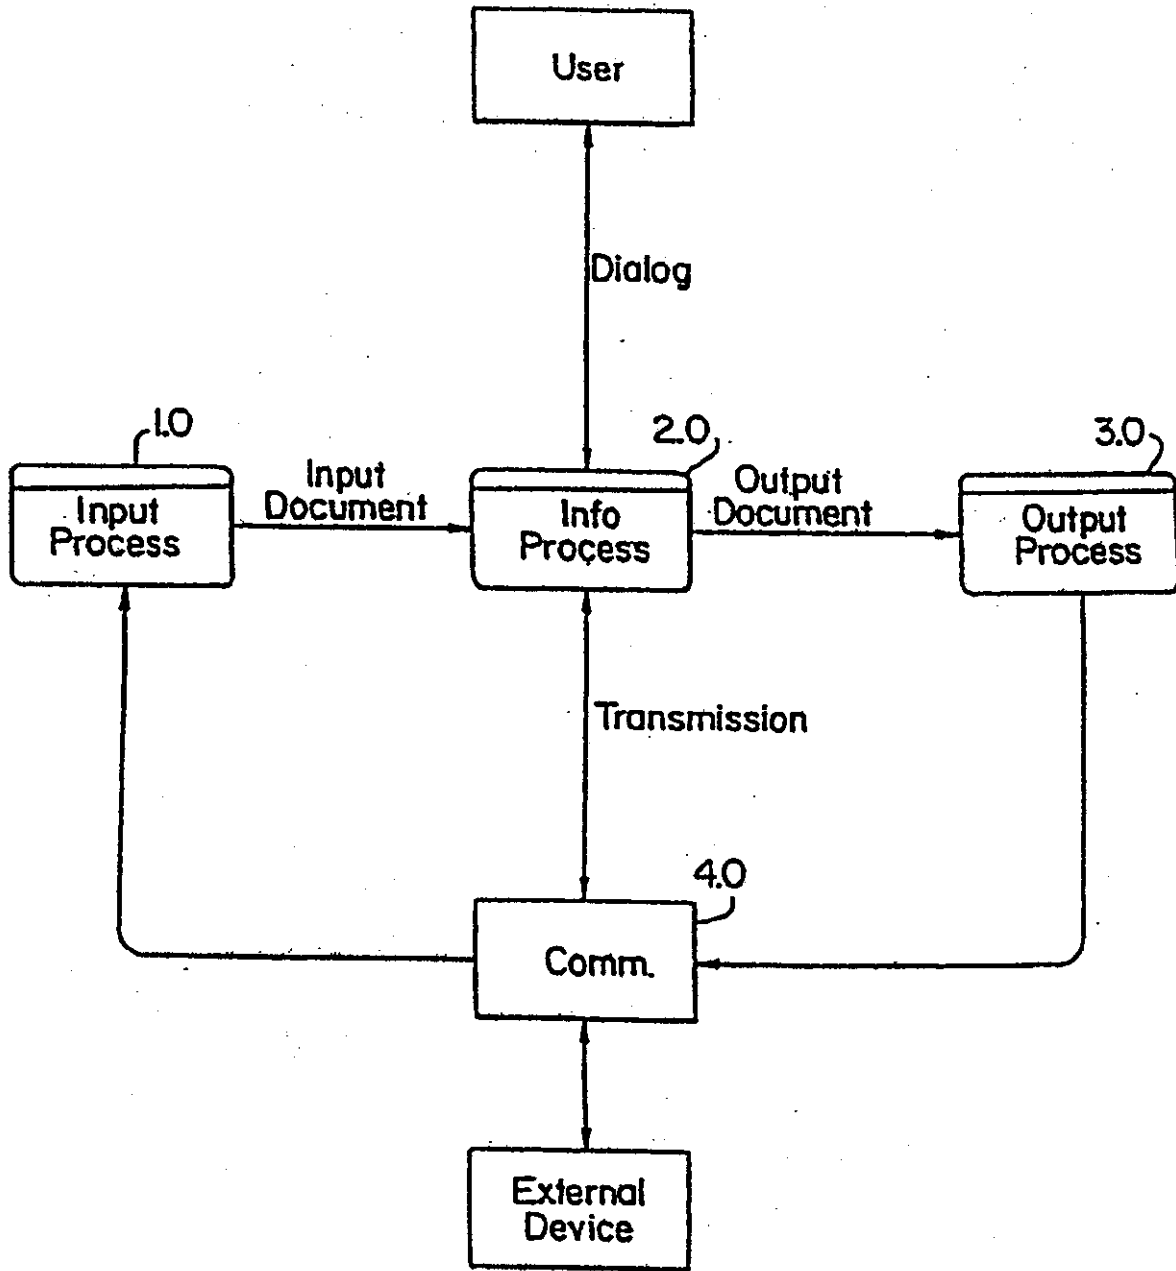 User
Dialog
1.0
2.0
3.0
Input
Process
Input
Document
Info
Process
Output
Document
Output
Process
Transmission
4.0
Comm.
External
Device